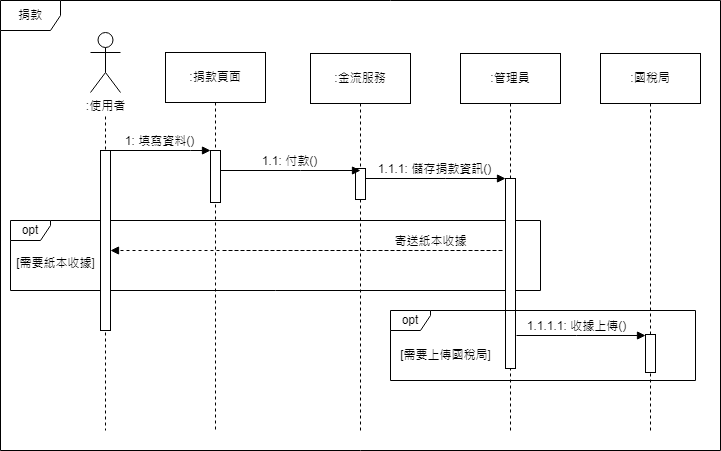 捐款
:使用者
:捐款頁面
:金流服務
:管理員
:國稅局
1: 填寫資料()
1.1: 付款()
1.1.1: 儲存捐款資訊()
opt
寄送紙本收據
[需要紙本收據]
opt
1.1.1.1: 收據上傳()
[需要上傳國稅局]